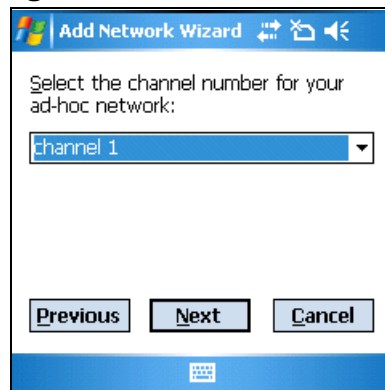 Add Network Wizard
Select the channel number for your
ad-hoc network:
channel 1
Previous Next Cancel